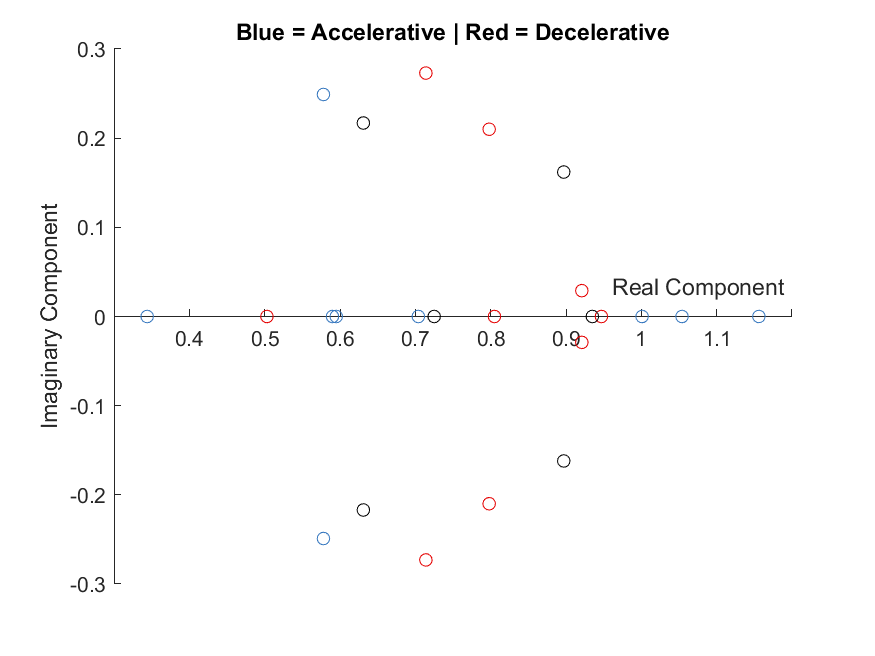 Blue = Accelerative | Red = Decelerative
0.3
0.2
0.1
0
-0.1
-0.2
-0.3
Imaginary Component
Real Component
0.4 0.5 0.6 0.7 0.8 0.9 1 1.1